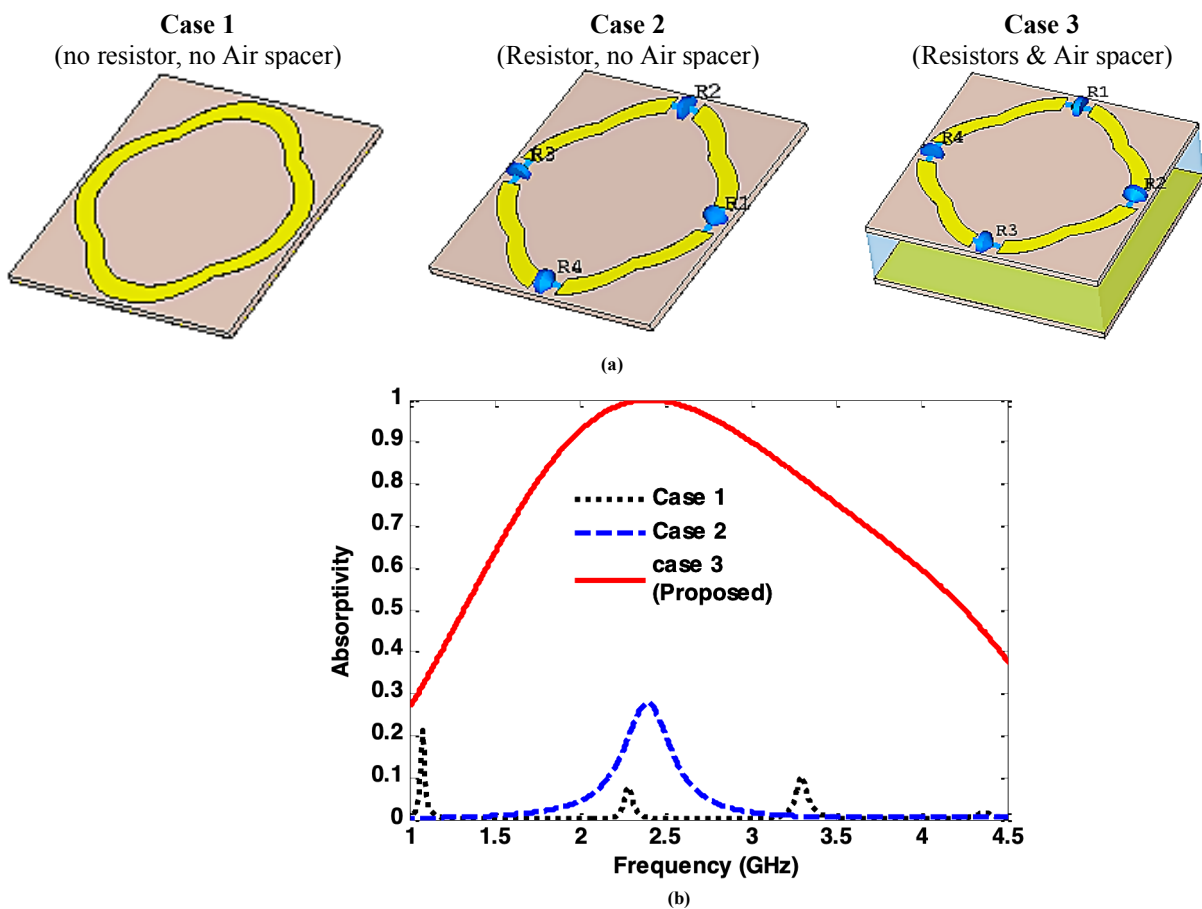 Case 1
(no resistor, no Air spacer)
Case 2
(Resistor, no Air spacer)
Case 3
(Resistors & Air spacer)
R2
R3
R1
R4
R1
R4
R2
R3
(a)
1
0.9
0.8
0.7
0.6
0.5
0.4
0.3
0.2
0.1
0
Absorptivity
Case 1
Case 2
case 3
(Proposed)
1
1.5
2
2.5
3
3.5
4
4.5
Frequency (GHz)
(b)